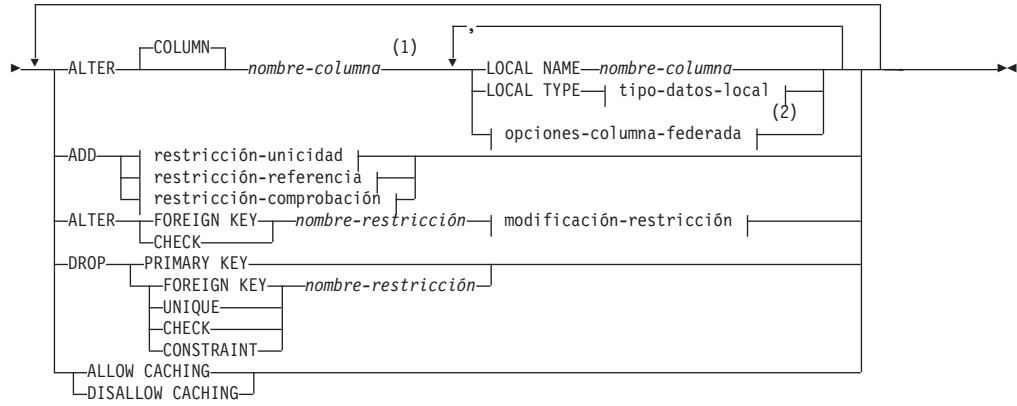 ,
COLUMN (1)
ALTER nombre-columna LOCAL NAME nombre-columna
LOCAL TYPE tipo-datos-local
(2)
opciones-columna-federada
ADD restricción-unicidad
restricción-referencia
restricción-comprobación
ALTER FOREIGN KEY nombre-restricción modificación-restricción
CHECK
DROP PRIMARY KEY
FOREIGN KEY nombre-restricción
UNIQUE
CHECK
CONSTRAINT
ALLOW CACHING
DISALLOW CACHING